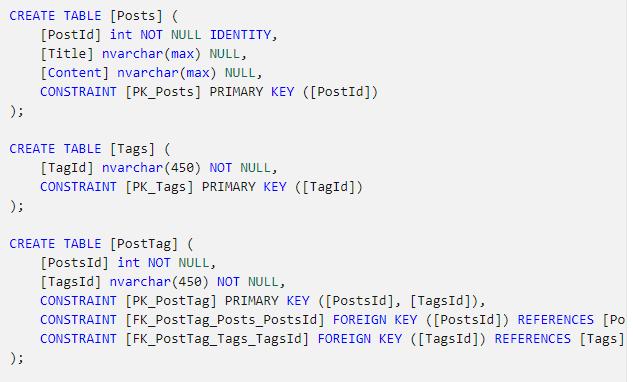 CREATE TABLE [Posts] (
    [PostId] int NOT NULL IDENTITY,
    [Title] nvarchar(max) NULL,
    [Content] nvarchar(max) NULL,
    CONSTRAINT [PK_Posts] PRIMARY KEY ([PostId])
);

CREATE TABLE [Tags] (
    [TagId] nvarchar(450) NOT NULL,
    CONSTRAINT [PK_Tags] PRIMARY KEY ([TagId])
);

CREATE TABLE [PostTag] (
    [PostsId] int NOT NULL,
    [TagsId] nvarchar(450) NOT NULL,
    CONSTRAINT [PK_PostTag] PRIMARY KEY ([PostsId], [TagsId]),
    CONSTRAINT [FK_PostTag_Posts_PostsId] FOREIGN KEY ([PostsId]) REFERENCES [Po
    CONSTRAINT [FK_PostTag_Tags_TagsId] FOREIGN KEY ([TagsId]) REFERENCES [Tags]
);